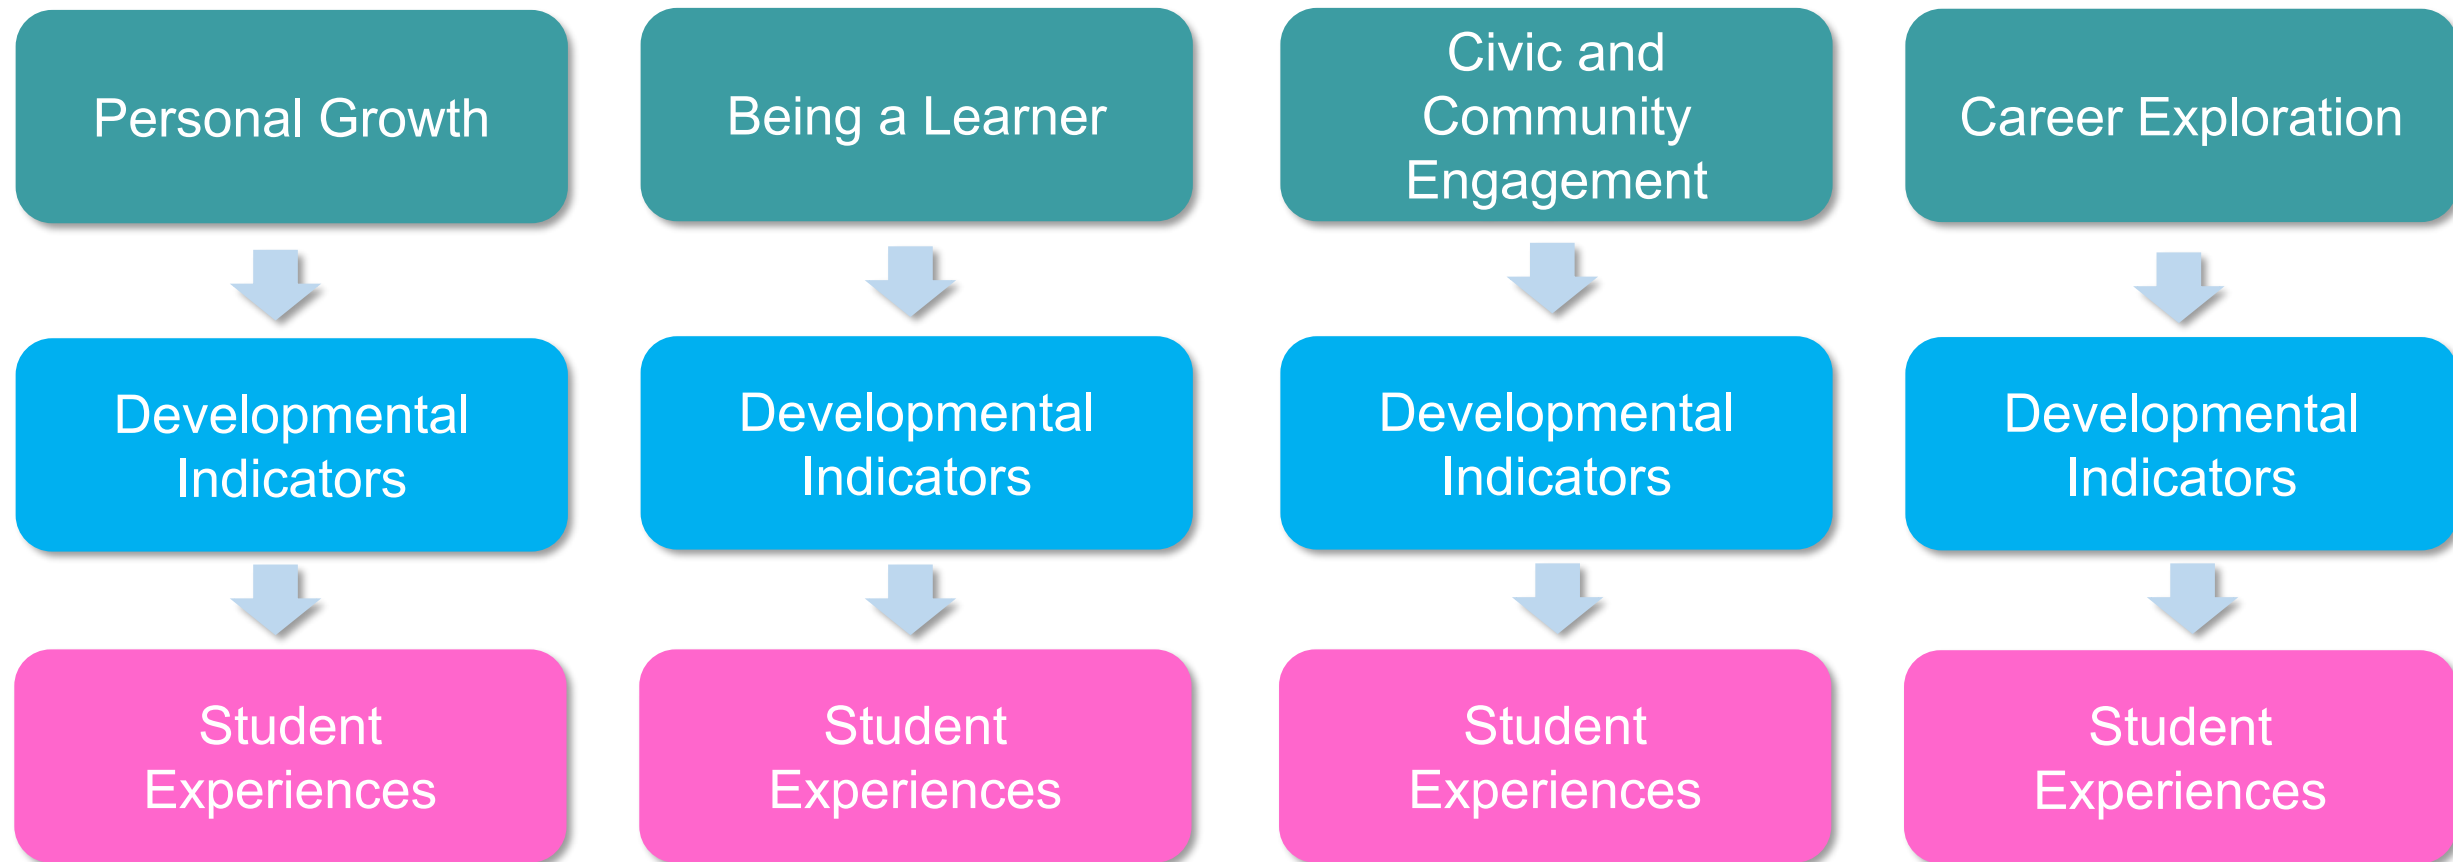 Personal Growth
Being a Learner
Civic and
Community
Engagement
Career Exploration
Developmental
Indicators
Developmental
Indicators
Developmental
Indicators
Developmental
Indicators
Student
Experiences
Student
Experiences
Student
Experiences
Student
Experiences